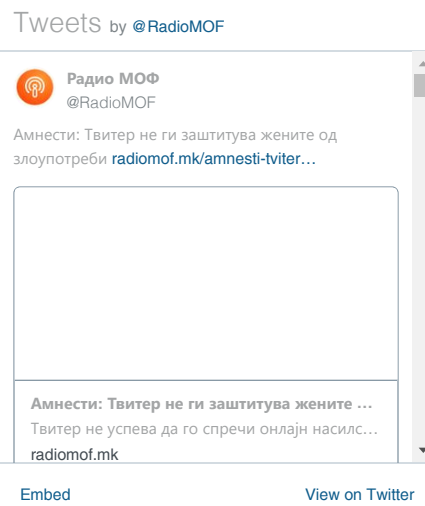 Tweets by @RadioMOF
Радио МОФ
@RadioMOF
Амнести: Твитер не ги заштитува жените од
злоупотреби radiomof.mk/amnesti-tviter…
Амнести: Твитер не ги заштитува жените …
Твитер не успева да го спречи онлајн насилс…
radiomof.mk
Embed View on Twitter